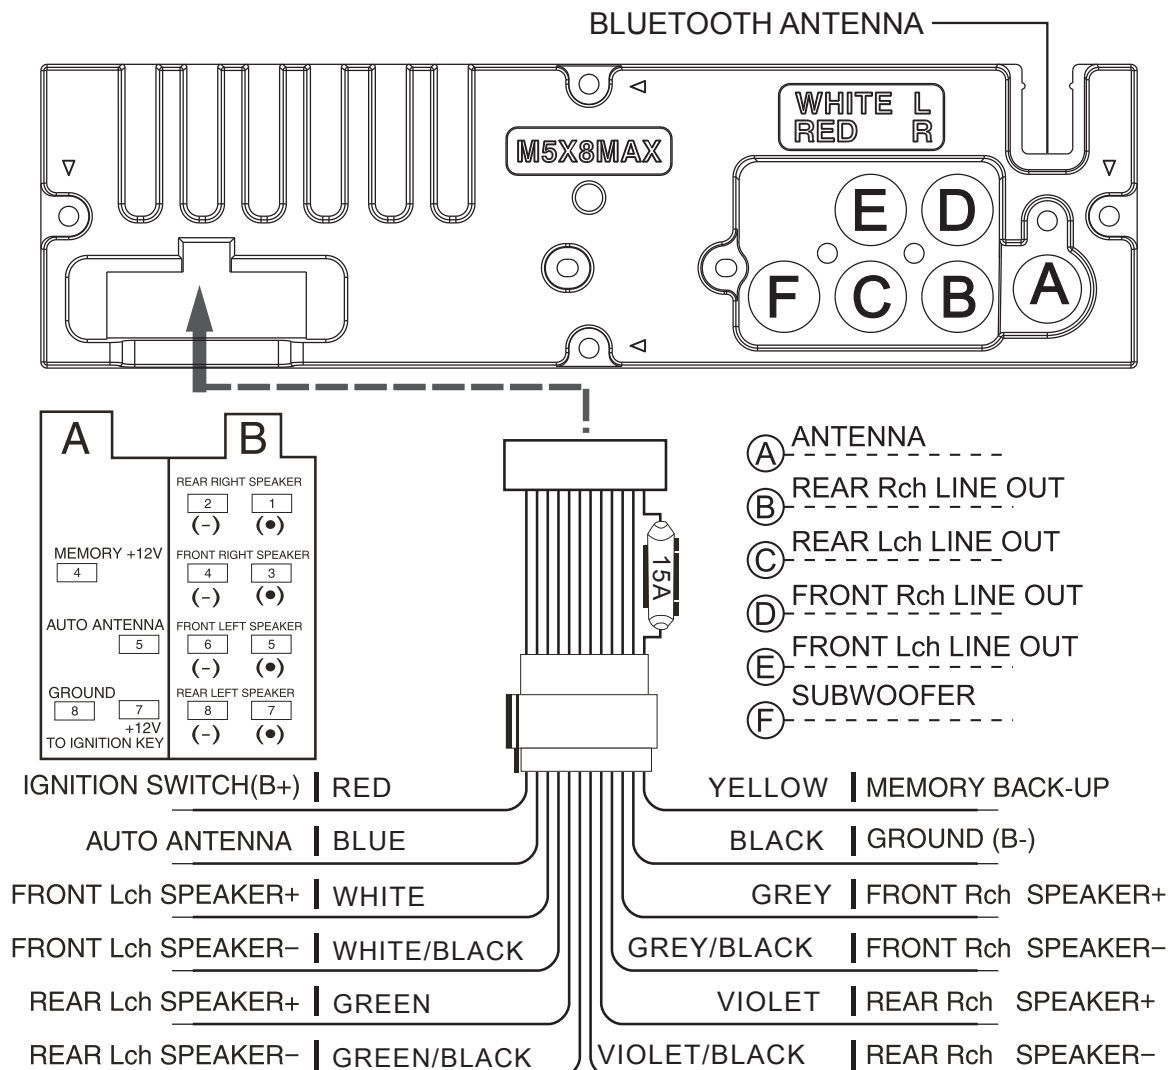 BLUETOOTH ANTENNA
WHITE L
RED R
M5X8MAX
E D
F C B A
A B
REAR RIGHT SPEAKER
2 1
(−) (●)
MEMORY +12V
4
FRONT RIGHT SPEAKER
4 3
(−) (●)
AUTO ANTENNA
5
FRONT LEFT SPEAKER
6 5
(−) (●)
GROUND
8 7
+12V
TO IGNITION KEY
REAR LEFT SPEAKER
8 7
(−) (●)
15A
A ANTENNA
B REAR Rch LINE OUT
C REAR Lch LINE OUT
D FRONT Rch LINE OUT
E FRONT Lch LINE OUT
F SUBWOOFER
IGNITION SWITCH(B+) RED
YELLOW MEMORY BACK-UP
AUTO ANTENNA BLUE
BLACK GROUND (B-)
FRONT Lch SPEAKER+ WHITE
GREY FRONT Rch SPEAKER+
FRONT Lch SPEAKER− WHITE/BLACK
GREY/BLACK FRONT Rch SPEAKER−
REAR Lch SPEAKER+ GREEN
VIOLET REAR Rch SPEAKER+
REAR Lch SPEAKER− GREEN/BLACK
VIOLET/BLACK REAR Rch SPEAKER−